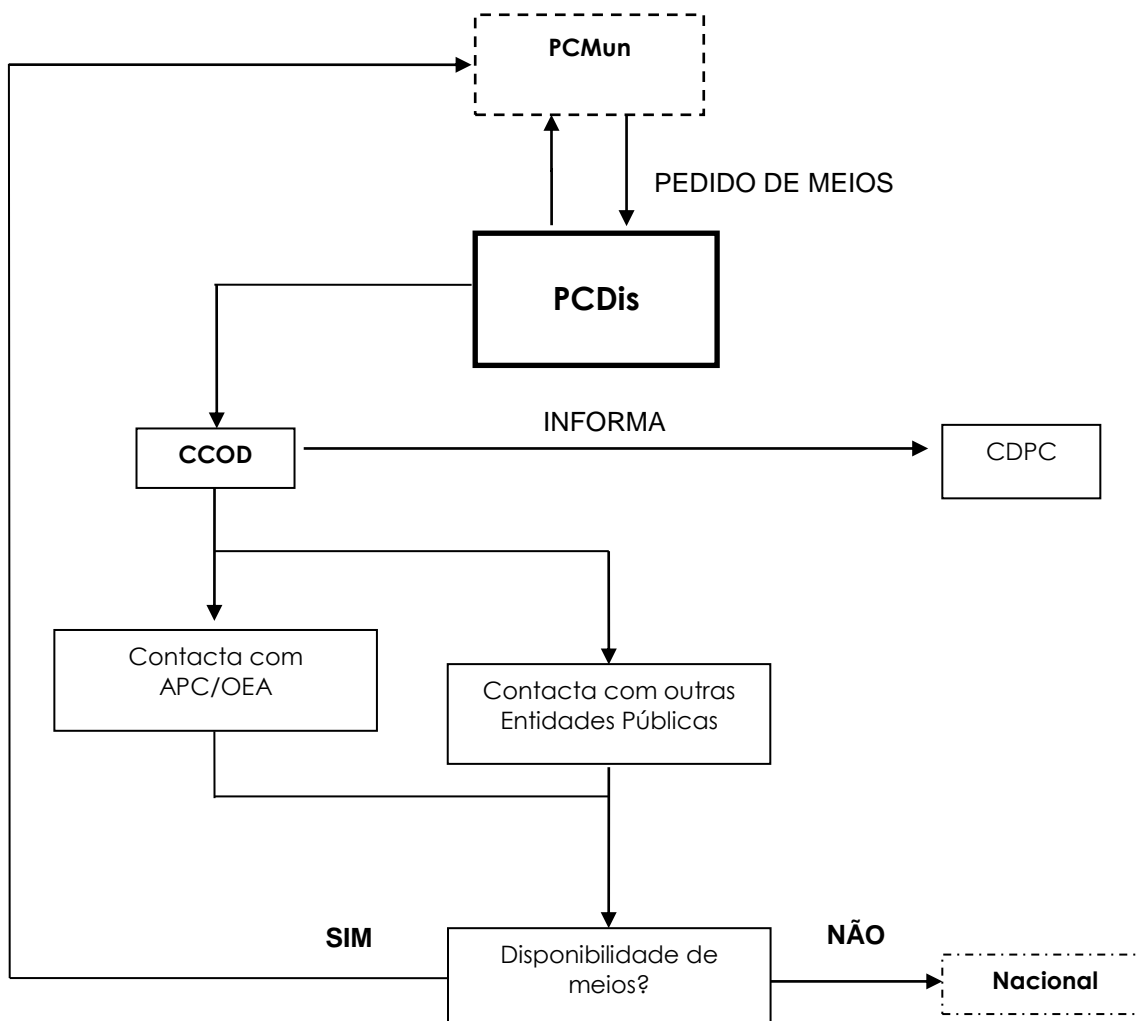 PCMun
PEDIDO DE MEIOS
PCDis
INFORMA
CCOD
CDPC
Contacta com
APC/OEA
Contacta com outras
Entidades Públicas
SIM
NÃO
Disponibilidade de
meios?
Nacional